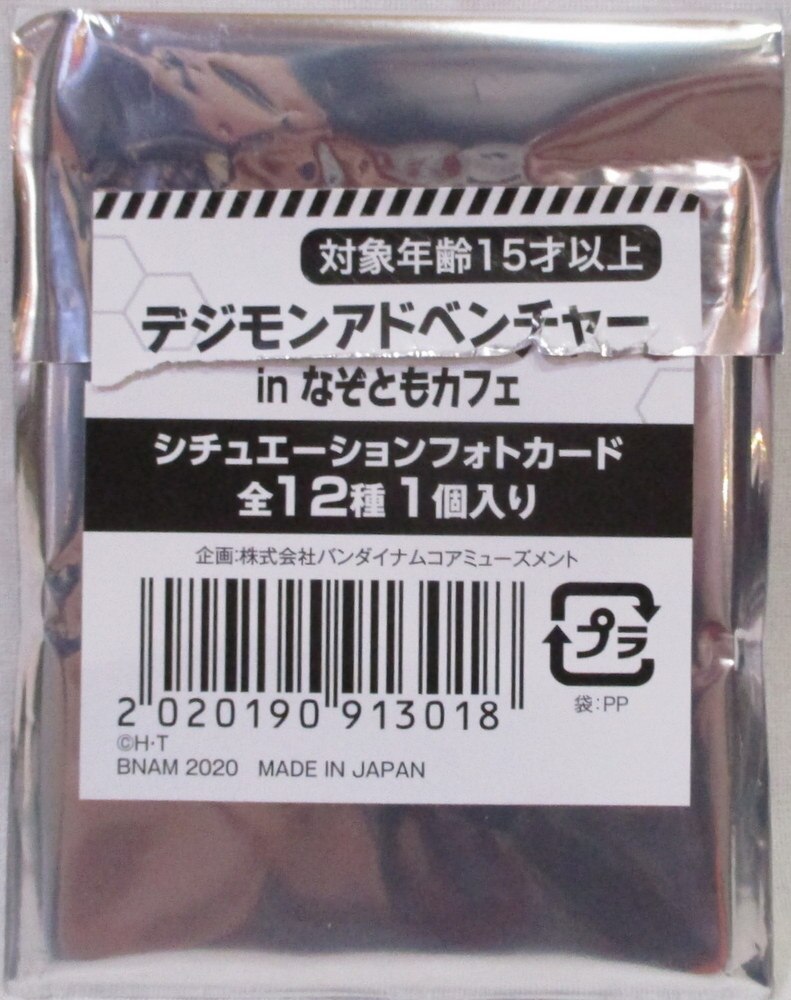 対象年齢15才以上
デジモンアドベンチャー
in なぞともカフェ
シチュエーションフォトカード
全12種 1個入り
企画:株式会社バンダイナムコアミューズメント
プラ
袋:PP
2 020190 913018
©H·T
BNAM 2020 MADE IN JAPAN